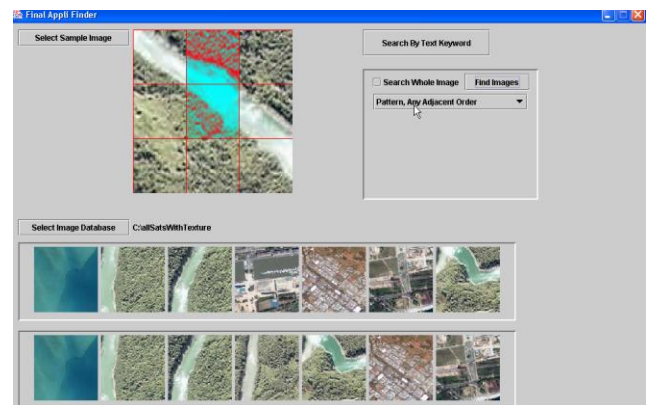 Final Appli Finder
Select Sample Image
Search By Text Keyword
Search Whole Image
Find Images
Pattern, Any Adjacent Order
Select Image Database
C:\allSatsWithTexture